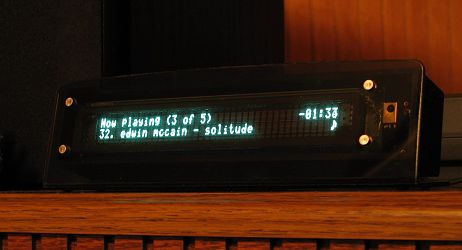 Now Playing (3 of 5) -01:38
32. edwin mccain - solitude